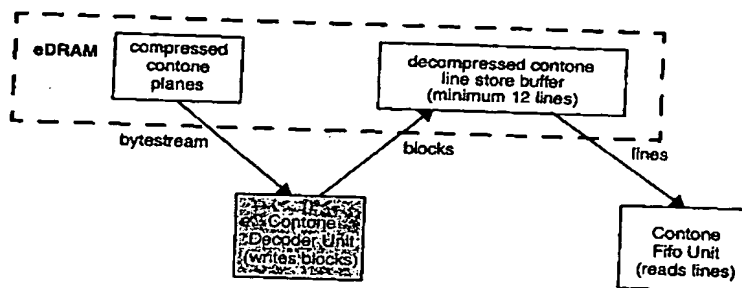 eDRAM
compressed
contone
planes
decompressed contone
line store buffer
(minimum 12 lines)
bytestream
blocks
lines
Contone
Decoder Unit
(writes blocks)
Contone
Fifo Unit
(reads lines)